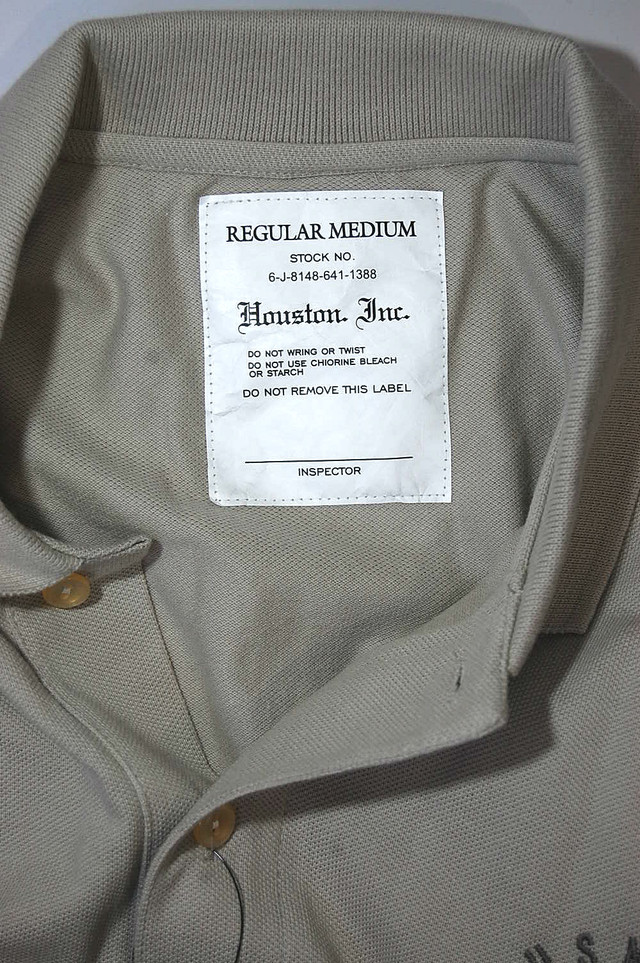 REGULAR MEDIUM
STOCK NO.
6-J-8148-641-1388
Houston. Inc.
DO NOT WRING OR TWIST
DO NOT USE CHIORINE BLEACH
OR STARCH
DO NOT REMOVE THIS LABEL
INSPECTOR
USA